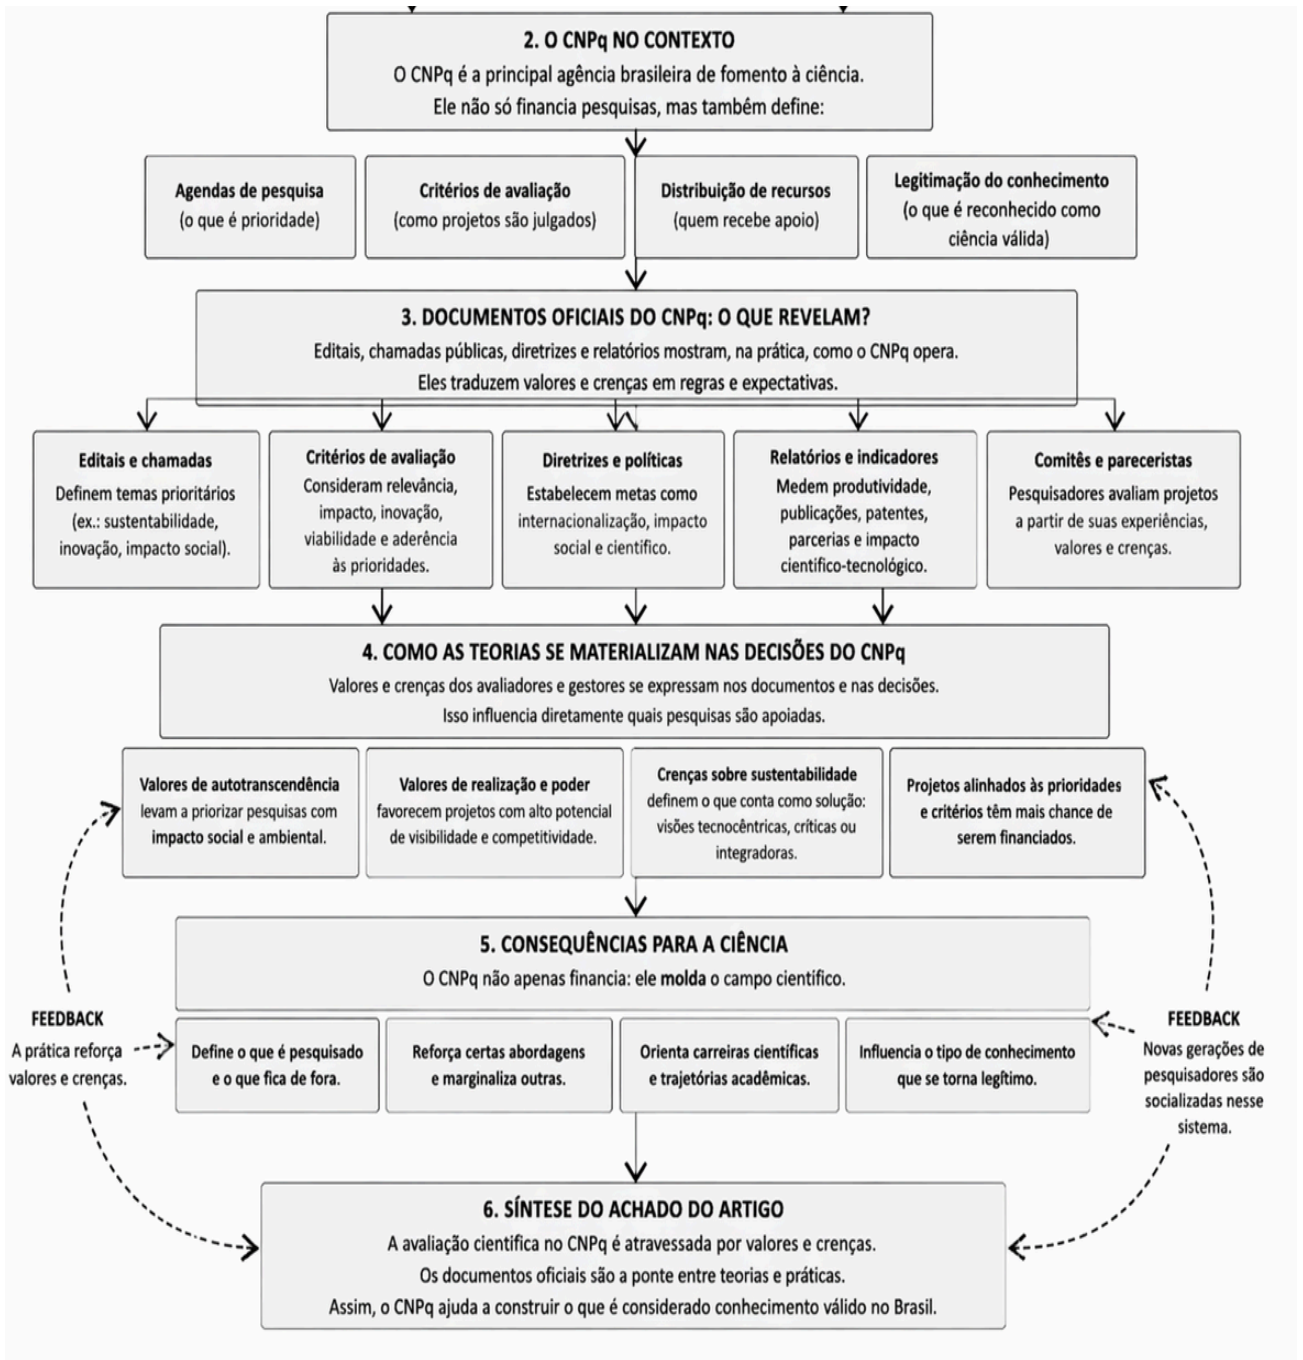 2. O CNPq NO CONTEXTO
O CNPq é a principal agência brasileira de fomento à ciência.
Ele não só financia pesquisas, mas também define:
Agendas de pesquisa
(o que é prioridade)
Critérios de avaliação
(como projetos são julgados)
Distribuição de recursos
(quem recebe apoio)
Legitimação do conhecimento
(o que é reconhecido como
ciência válida)
3. DOCUMENTOS OFICIAIS DO CNPq: O QUE REVELAM?
Editais, chamadas públicas, diretrizes e relatórios mostram, na prática, como o CNPq opera.
Eles traduzem valores e crenças em regras e expectativas.
Editais e chamadas
Definem temas prioritários
(ex.: sustentabilidade,
inovação, impacto social).
Critérios de avaliação
Consideram relevância,
impacto, inovação,
viabilidade e aderência
às prioridades.
Diretrizes e políticas
Estabelecem metas como
internacionalização, impacto
social e científico.
Relatórios e indicadores
Medem produtividade,
publicações, patentes,
parcerias e impacto
científico-tecnológico.
Comitês e pareceristas
Pesquisadores avaliam projetos
a partir de suas experiências,
valores e crenças.
4. COMO AS TEORIAS SE MATERIALIZAM NAS DECISÕES DO CNPq
Valores e crenças dos avaliadores e gestores se expressam nos documentos e nas decisões.
Isso influencia diretamente quais pesquisas são apoiadas.
Valores de autotranscendência
levam a priorizar pesquisas com
impacto social e ambiental.
Valores de realização e poder
favorecem projetos com alto potencial
de visibilidade e competitividade.
Crenças sobre sustentabilidade
definem o que conta como solução:
visões tecnocêntricas, críticas ou
integradoras.
Projetos alinhados às prioridades
e critérios têm mais chance de
serem financiados.
5. CONSEQUÊNCIAS PARA A CIÊNCIA
O CNPq não apenas financia: ele molda o campo científico.
FEEDBACK
A prática reforça
valores e crenças.
Define o que é pesquisado
e o que fica de fora.
Reforça certas abordagens
e marginaliza outras.
Orienta carreiras científicas
e trajetórias acadêmicas.
Influencia o tipo de conhecimento
que se torna legítimo.
FEEDBACK
Novas gerações de
pesquisadores são
socializadas nesse
sistema.
6. SÍNTESE DO ACHADO DO ARTIGO
A avaliação científica no CNPq é atravessada por valores e crenças.
Os documentos oficiais são a ponte entre teorias e práticas.
Assim, o CNPq ajuda a construir o que é considerado conhecimento válido no Brasil.